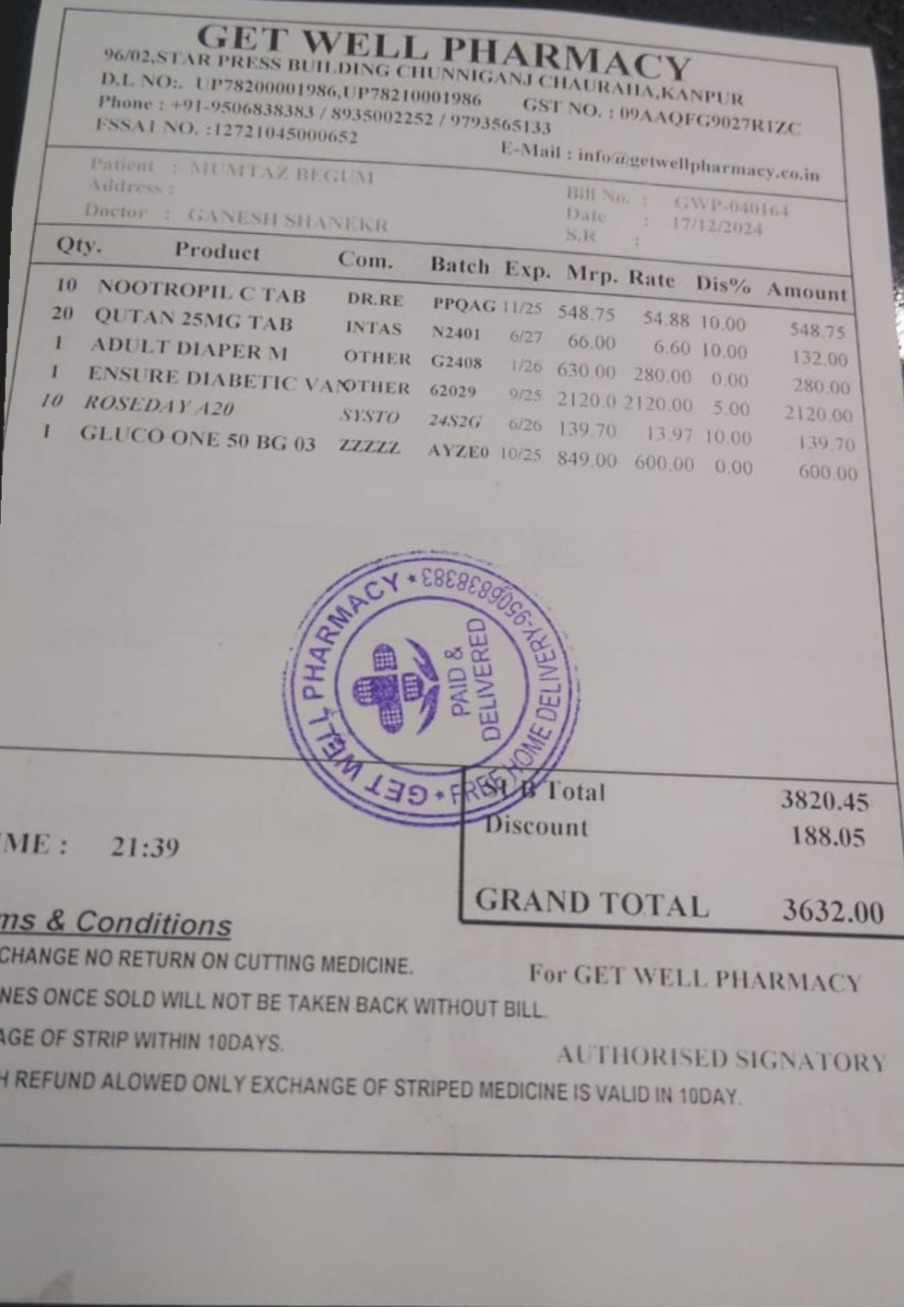 GET WELL PHARMACY
96/02,STAR PRESS BUILDING CHUNNIGANJ CHAURAHA,KANPUR
D.L NO:. UP78200001986,UP78210001986 GST NO. : 09AAQFG9027R1ZC
Phone : +91-9506838383 / 8935002252 / 9793565133
FSSAI NO. :12721045000652 E-Mail : info@getwellpharmacy.co.in
Patient : MUMTAZ BEGUM Bill No. : GWP-040164
Address : Date : 17/12/2024
Doctor : GANESH SHANEKR S.R :
Qty. Product Com. Batch Exp. Mrp. Rate Dis% Amount
10 NOOTROPIL C TAB DR.RE PPQAG 11/25 548.75 54.88 10.00 548.75
20 QUTAN 25MG TAB INTAS N2401 6/27 66.00 6.60 10.00 132.00
1 ADULT DIAPER M OTHER G2408 1/26 630.00 280.00 0.00 280.00
1 ENSURE DIABETIC VAN OTHER 62029 9/25 2120.0 2120.00 5.00 2120.00
10 ROSEDAY A20 SYSTO 24S2G 6/26 139.70 13.97 10.00 139.70
1 GLUCO ONE 50 BG 03 ZZZZZ AYZE0 10/25 849.00 600.00 0.00 600.00
GET WELL PHARMACY
FREE HOME DELIVERY-9506838383
PAID &
DELIVERED
SUB Total 3820.45
Discount 188.05
GRAND TOTAL 3632.00
ME : 21:39
ms & Conditions
CHANGE NO RETURN ON CUTTING MEDICINE.
For GET WELL PHARMACY
NES ONCE SOLD WILL NOT BE TAKEN BACK WITHOUT BILL.
AGE OF STRIP WITHIN 10DAYS.
AUTHORISED SIGNATORY
H REFUND ALOWED ONLY EXCHANGE OF STRIPED MEDICINE IS VALID IN 10DAY.